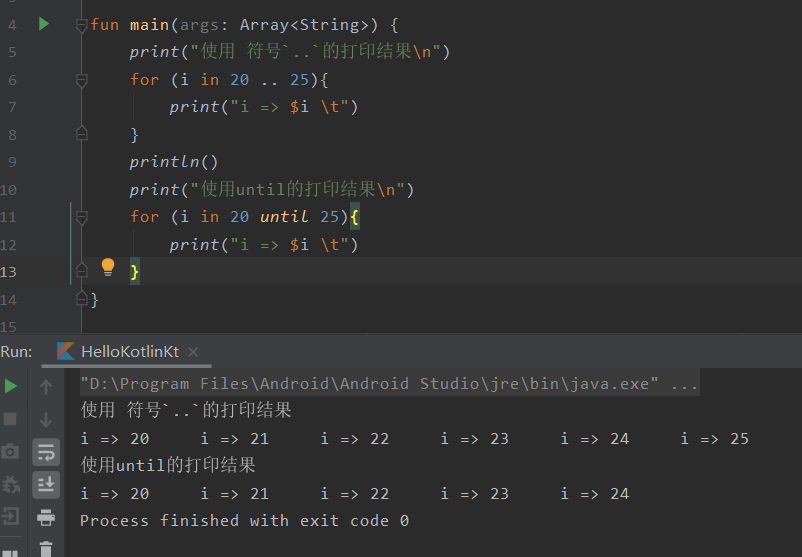 4 fun main(args: Array<String>) {
5 print("使用 符号`..`的打印结果\n")
6 for (i in 20 .. 25){
7 print("i => $i \t")
8 }
9 println()
10 print("使用until的打印结果\n")
11 for (i in 20 until 25){
12 print("i => $i \t")
13 }
14 }
15
Run: HelloKotlinKt
"D:\Program Files\Android\Android Studio\jre\bin\java.exe" ...
使用 符号`..`的打印结果
i => 20 i => 21 i => 22 i => 23 i => 24 i => 25
使用until的打印结果
i => 20 i => 21 i => 22 i => 23 i => 24
Process finished with exit code 0